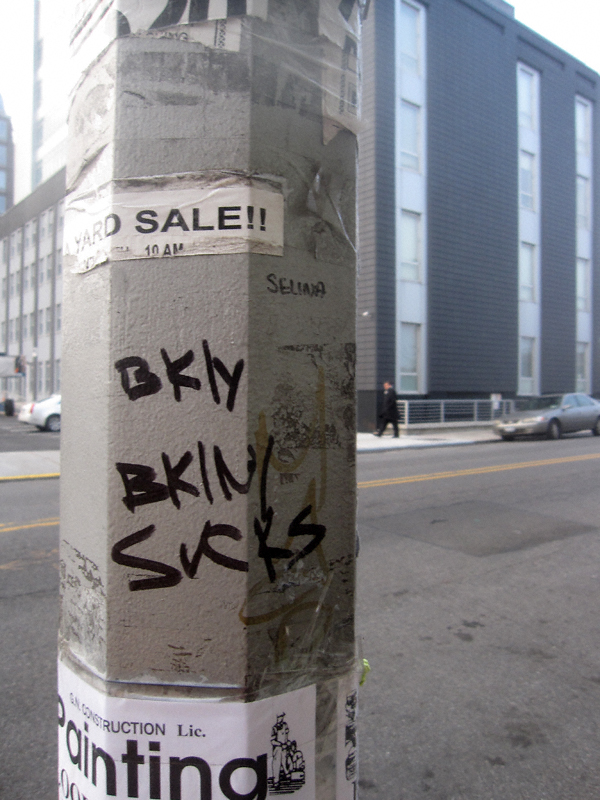 YARD SALE!!
10 AM
SELINA
BKly
BKlN
SUCKS
G.N. CONSTRUCTION Lic.
Painting